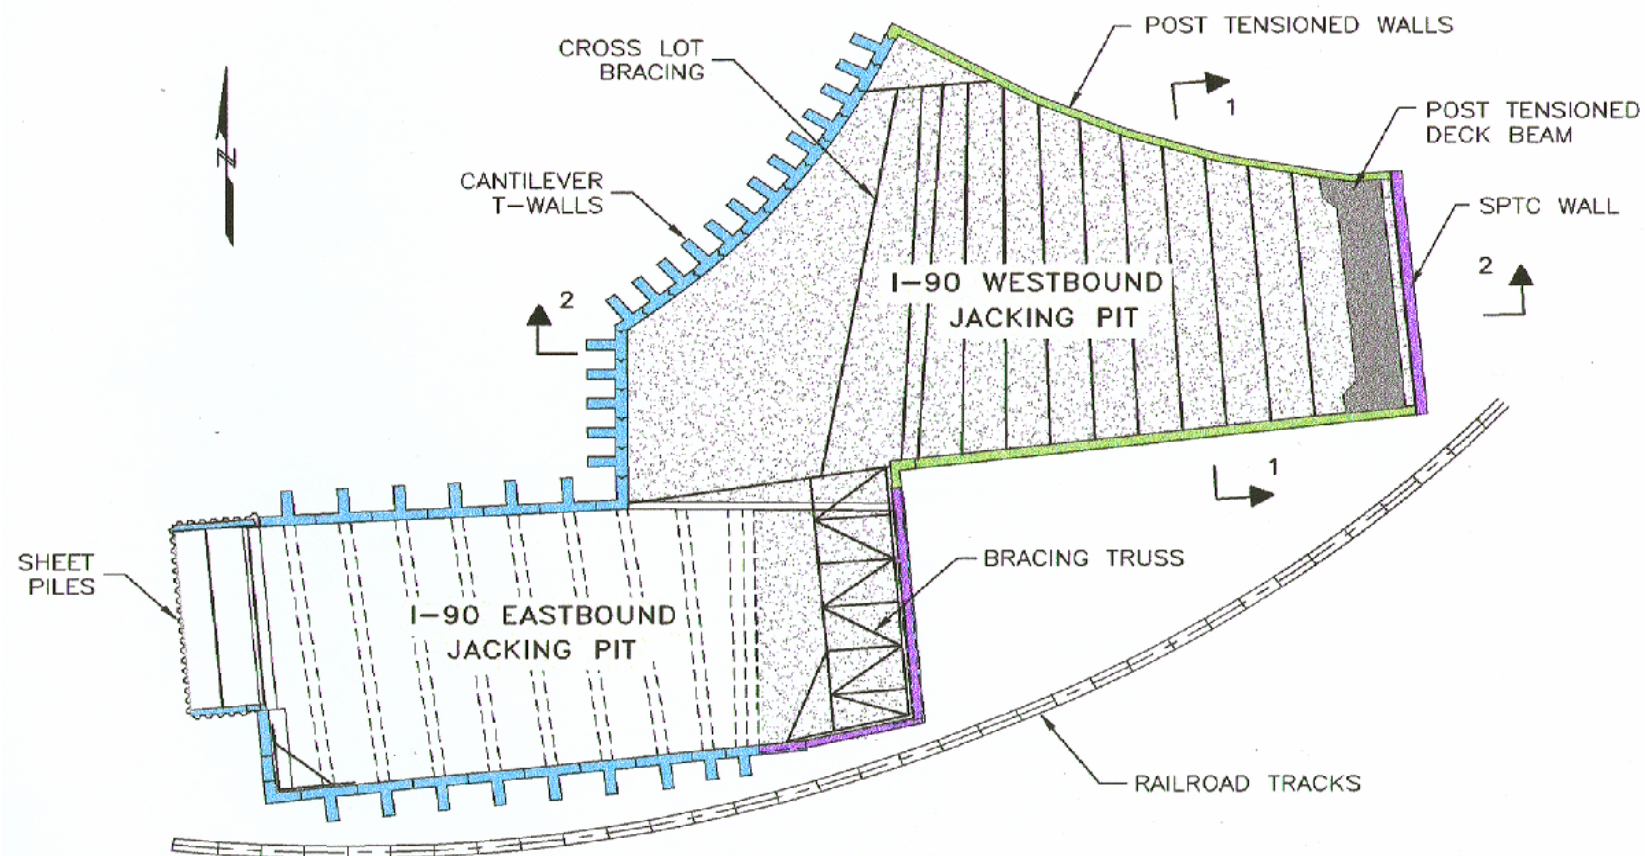 POST TENSIONED WALLS
CROSS LOT
BRACING
1
POST TENSIONED
DECK BEAM
N
CANTILEVER
T-WALLS
SPTC WALL
2
I-90 WESTBOUND
JACKING PIT
2
1
SHEET
PILES
BRACING TRUSS
I-90 EASTBOUND
JACKING PIT
RAILROAD TRACKS